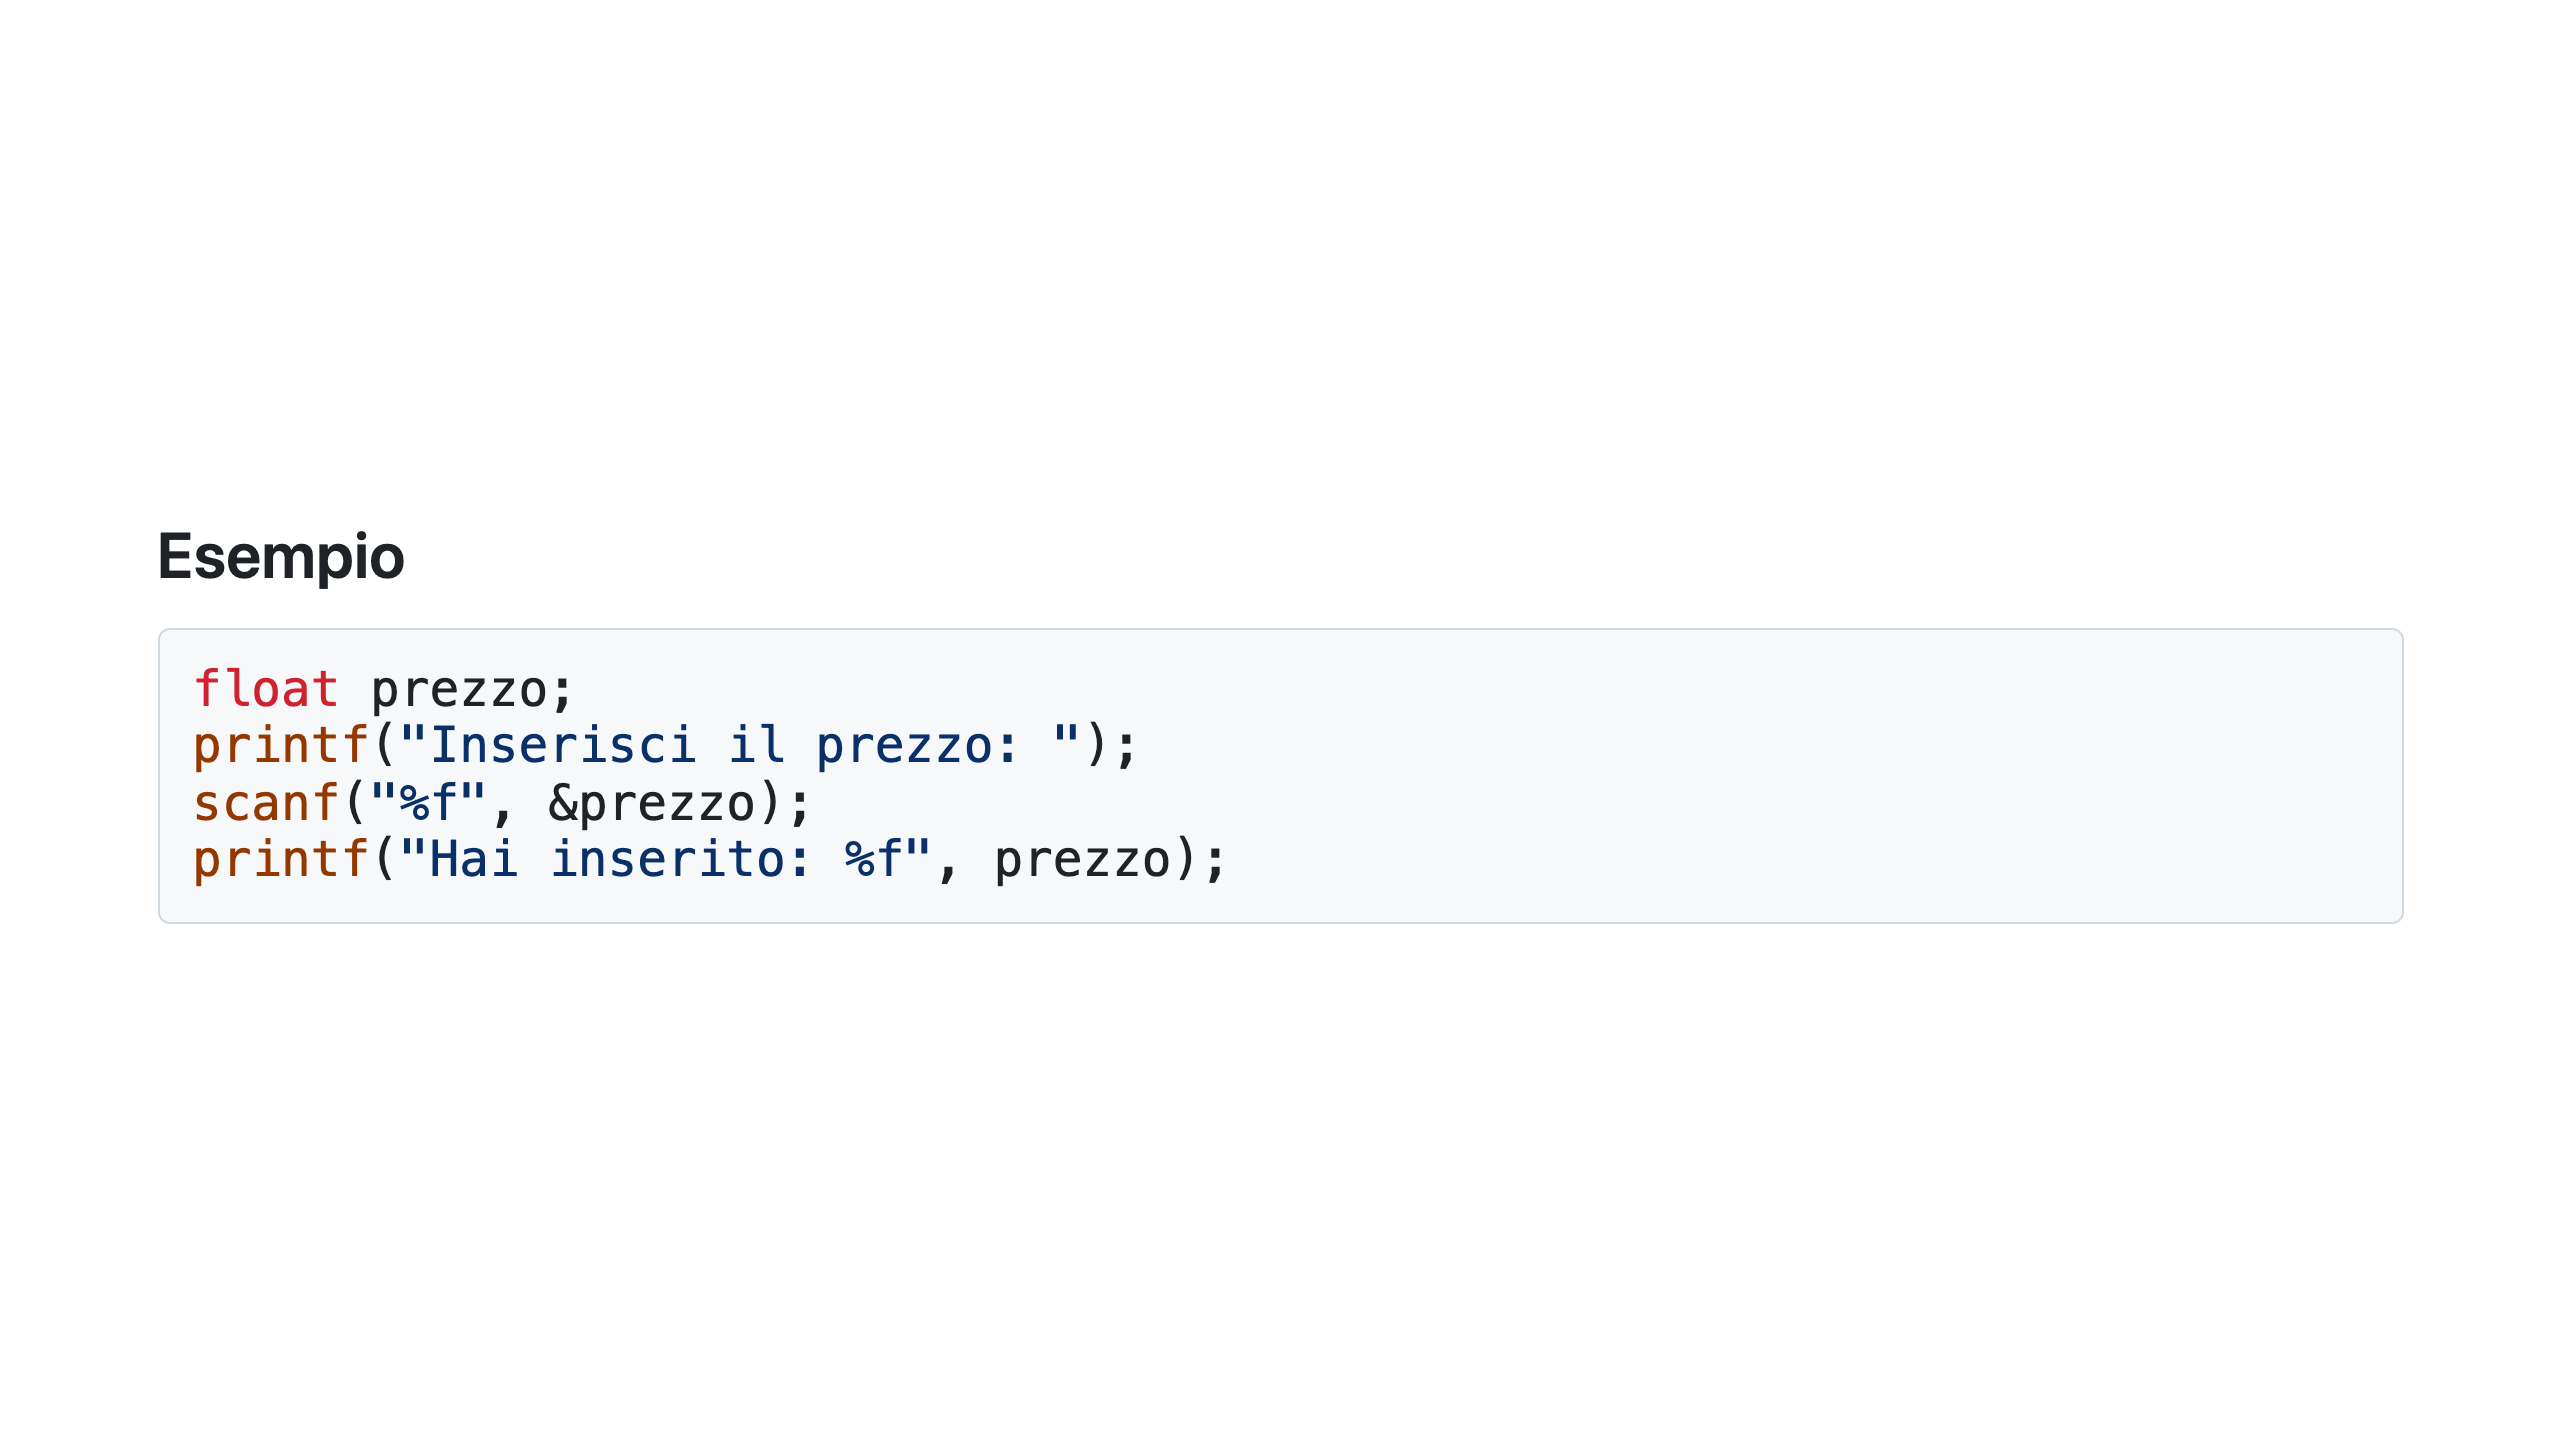 Esempio
float prezzo;
printf("Inserisci il prezzo: ");
scanf("%f", &prezzo);
printf("Hai inserito: %f", prezzo);